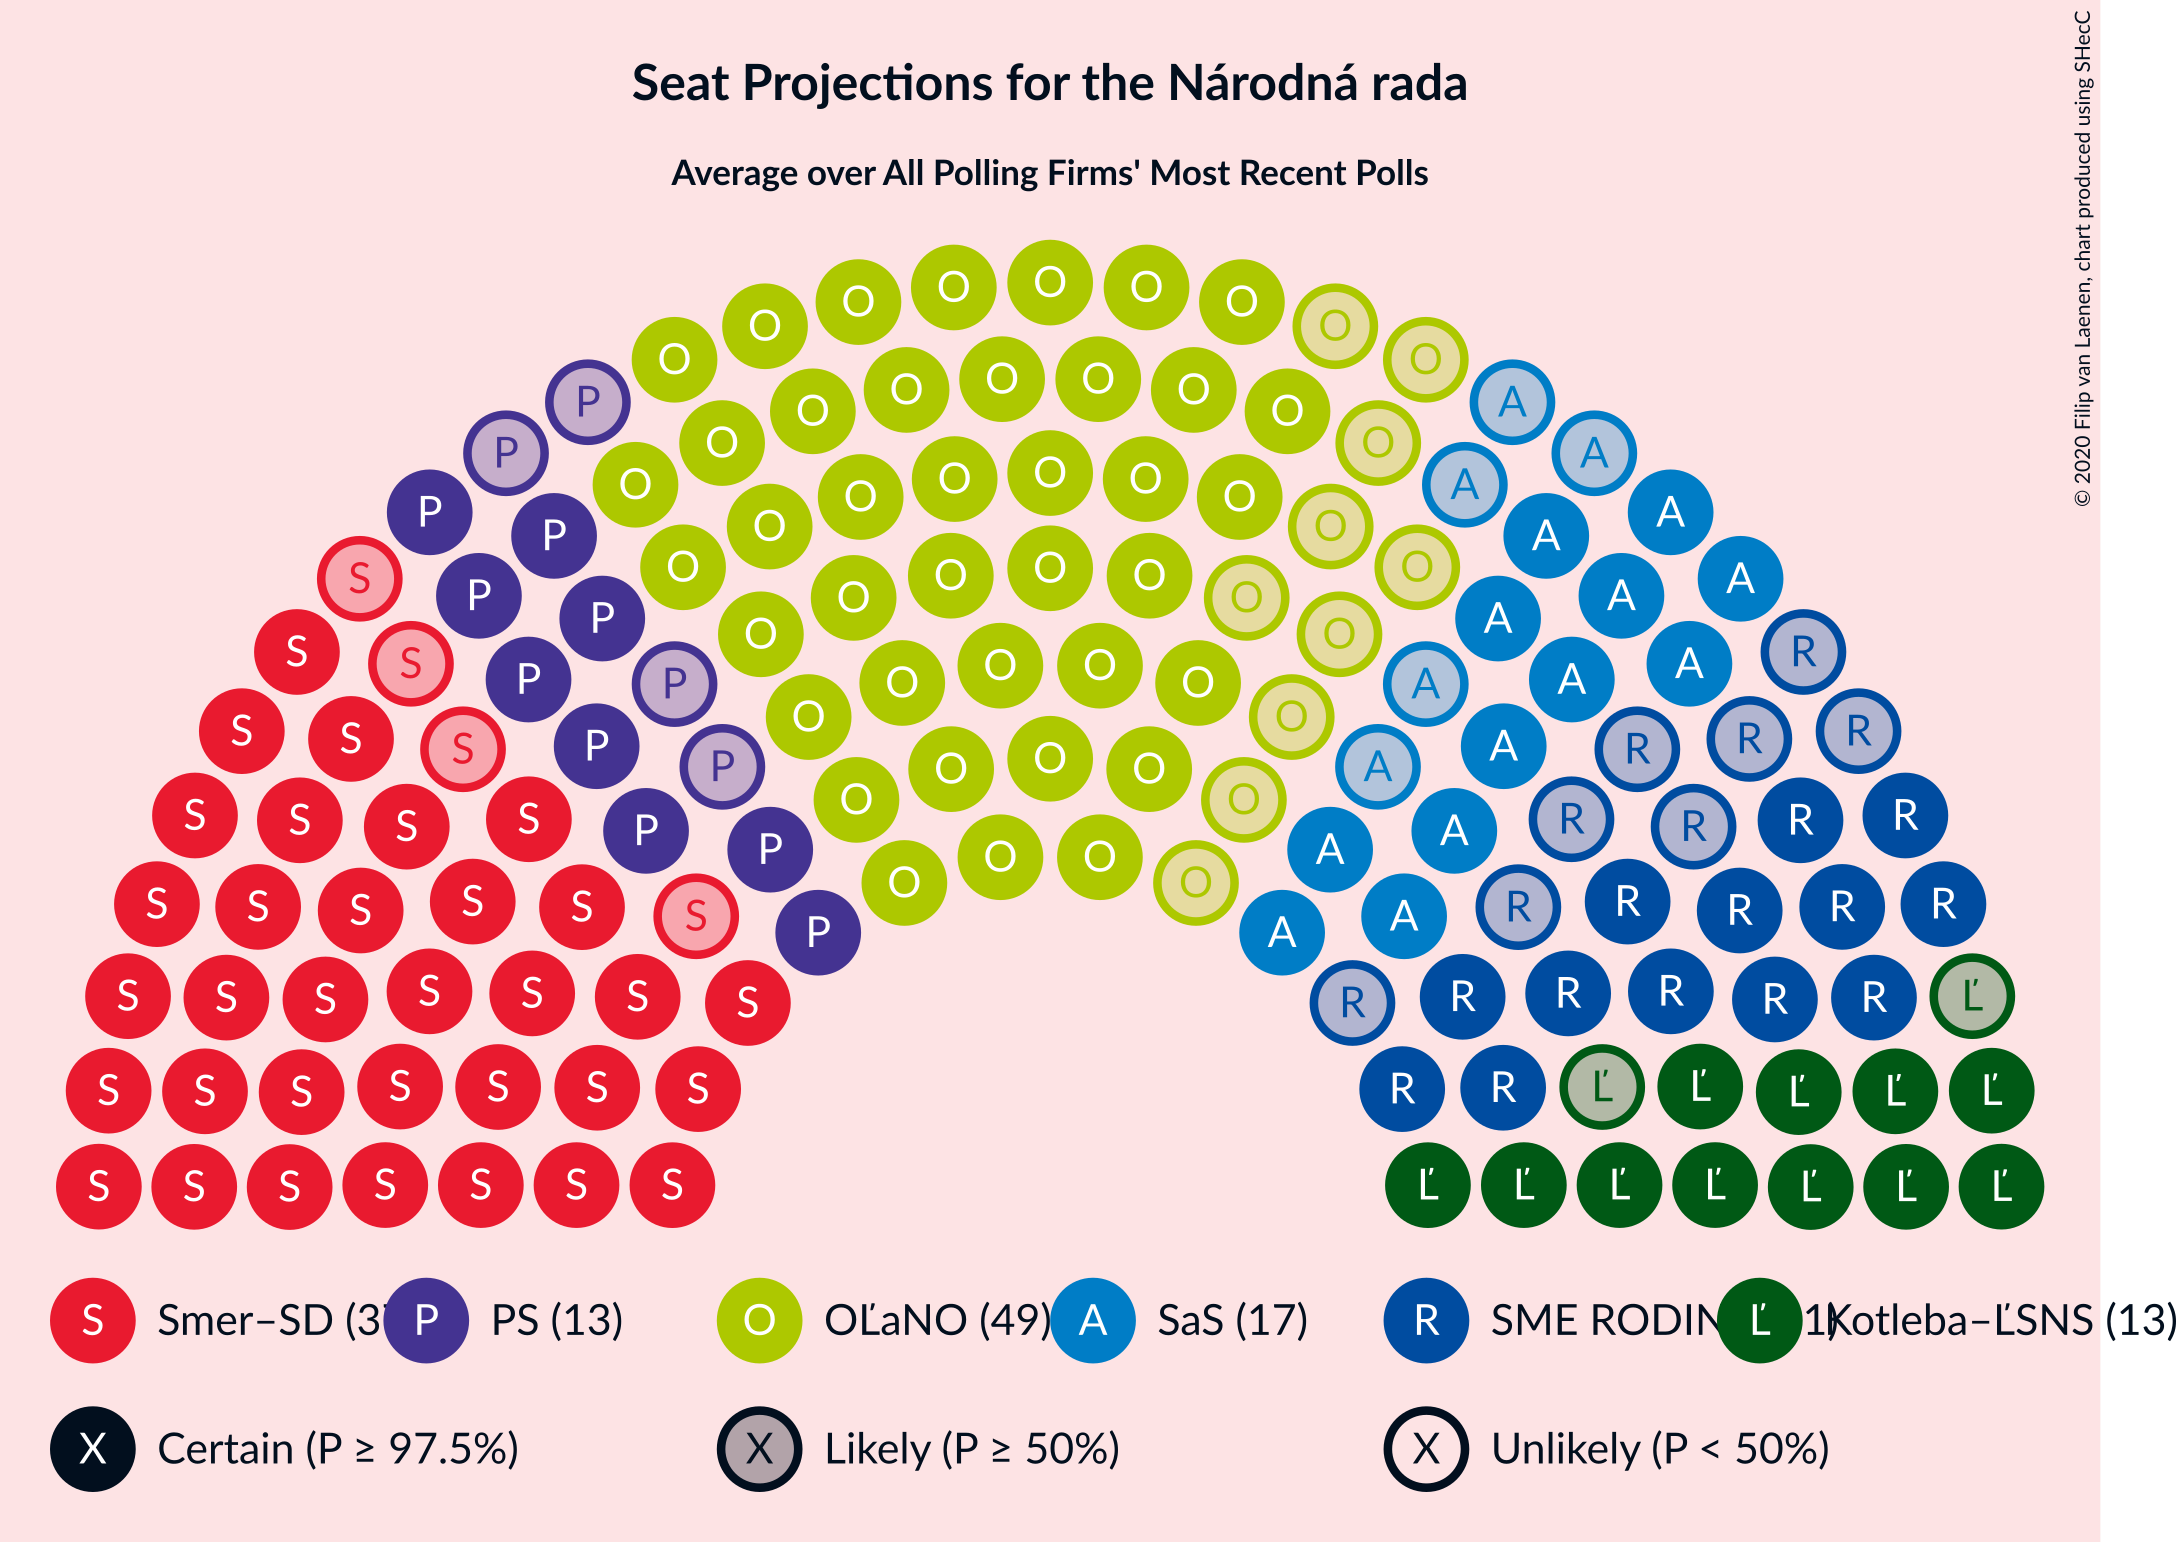 Seat Projections for the Národná rada
Average over All Polling Firms' Most Recent Polls
© 2020 Filip van Laenen, chart produced using SHecC
S Smer–SD P PS (13) O OĽaNO (49) A SaS (17) R SME Ľ Kotleba–ĽSNS (13)
X Certain (P ≥ 97.5%) X Likely (P ≥ 50%) X Unlikely (P < 50%)